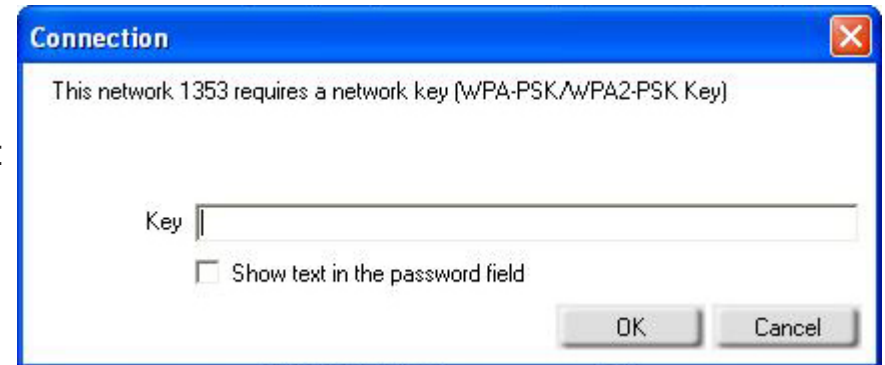 Connection
This network 1353 requires a network key (WPA-PSK/WPA2-PSK Key)
Key
Show text in the password field
OK Cancel